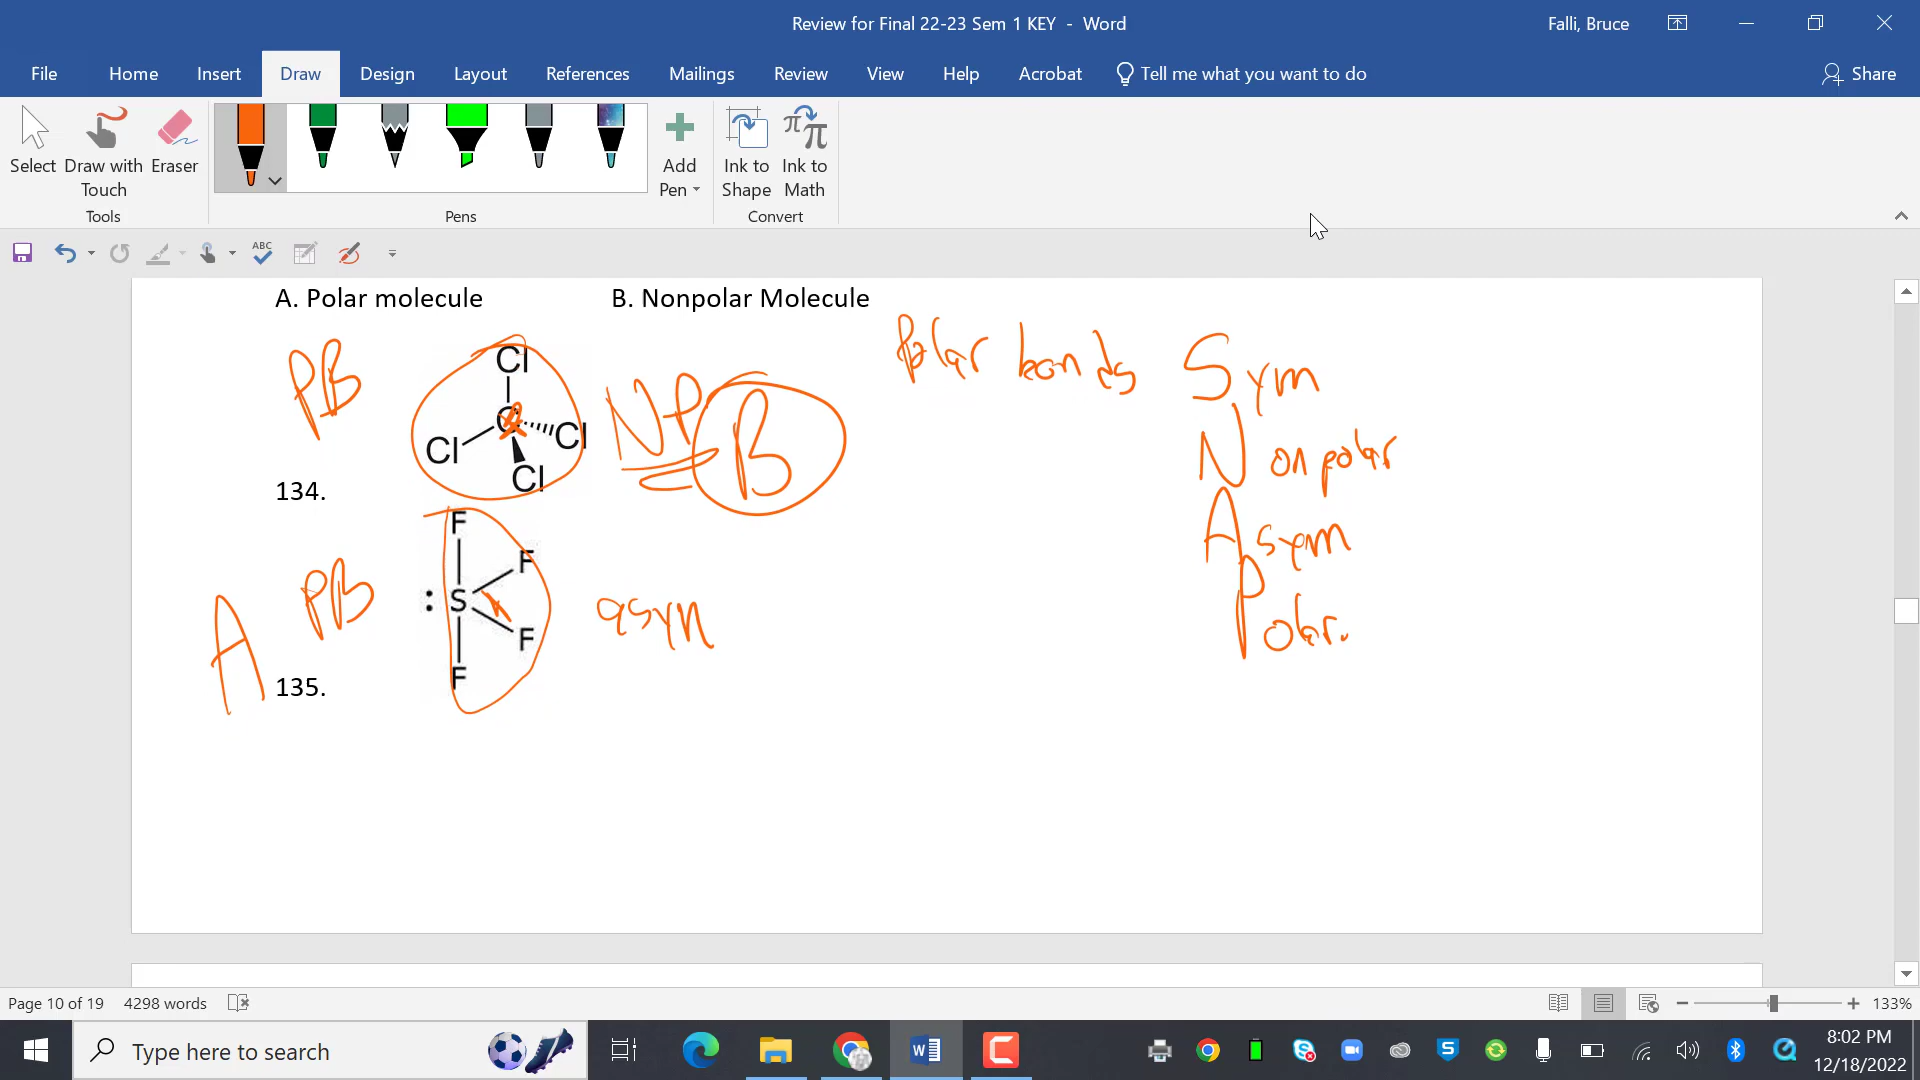 Review for Final 22-23 Sem 1 KEY - Word
Falli, Bruce
File Home Insert Draw Design Layout References Mailings Review View Help Acrobat Tell me what you want to do Share
Select Draw with Touch Eraser
Add Pen
Ink to Shape
Ink to Math
Tools Pens Convert
ABC
A. Polar molecule B. Nonpolar Molecule
Polar bonds Sym
Nonpolar
Asym
Polar.
PB
Cl
C
Cl Cl
Cl
NP B
134.
F
F
A PB : S asym
F
F
135.
Page 10 of 19 4298 words 133%
Type here to search
8:02 PM
12/18/2022